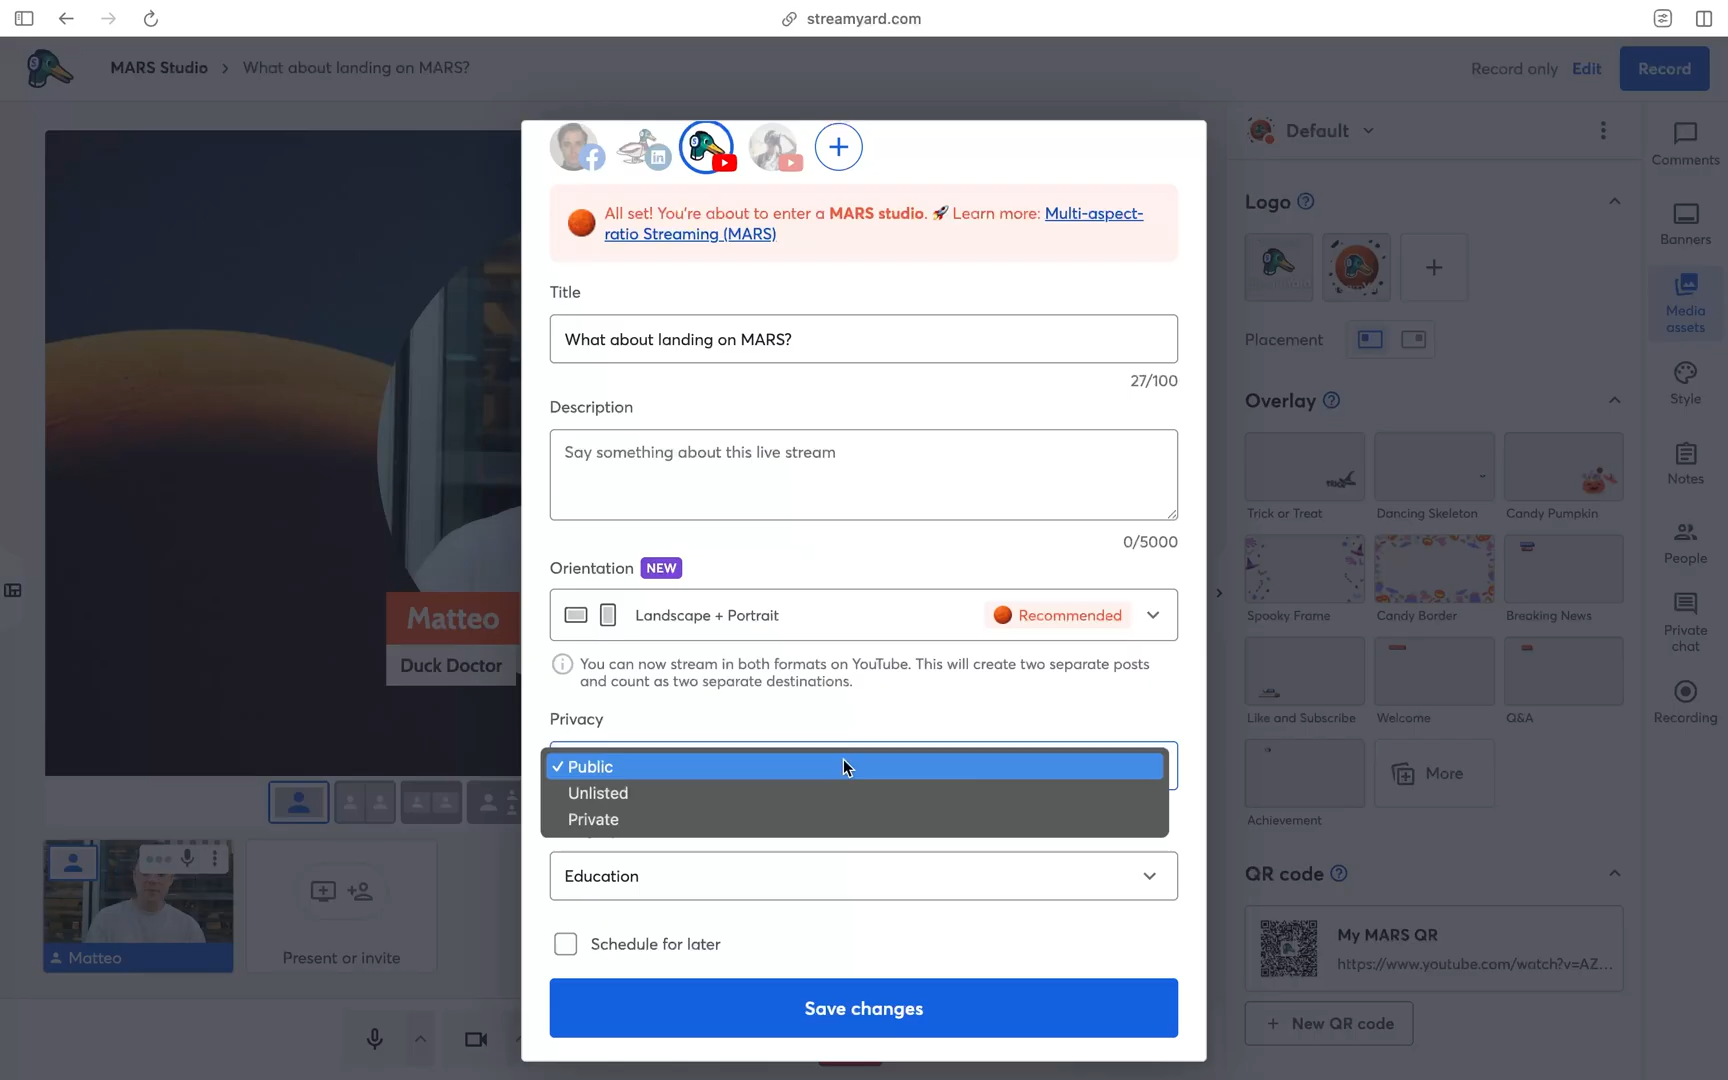 streamyard.com
MARS Studio
What about landing on MARS?
Record only
Edit
Record
Matteo
Duck Doctor
Matteo
Present or invite
All set! You're about to enter a MARS studio. 🚀 Learn more: Multi-aspect-
ratio Streaming (MARS)
Title
What about landing on MARS?
27/100
Description
Say something about this live stream
0/5000
Orientation NEW
Landscape + Portrait
Recommended
You can now stream in both formats on YouTube. This will create two separate posts
and count as two separate destinations.
Privacy
✓ Public
Unlisted
Private
Education
Schedule for later
Save changes
Default
Logo
Placement
Overlay
Trick or Treat
Dancing Skeleton
Candy Pumpkin
Spooky Frame
Candy Border
Breaking News
Like and Subscribe
Welcome
Q&A
More
Achievement
QR code
My MARS QR
https://www.youtube.com/watch?v=AZ...
+ New QR code
Comments
Banners
Media
assets
Style
Notes
People
Private
chat
Recording